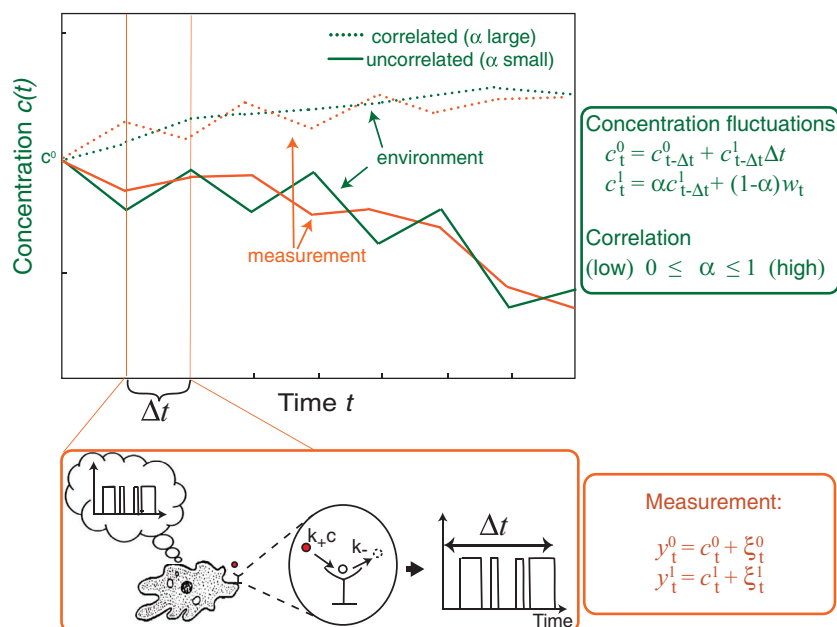 correlated (α large)
uncorrelated (α small)
Concentration c(t)
c⁰
environment
measurement
Δt
Time t
Concentration fluctuations
c⁰ₜ = c⁰ₜ₋Δₜ + c¹ₜ₋ΔₜΔt
c¹ₜ = αc¹ₜ₋Δₜ + (1-α)wₜ
Correlation
(low) 0 ≤ α ≤ 1 (high)
k₊c
k₋
Δt
Time
Measurement:
y⁰ₜ = c⁰ₜ + ξ⁰ₜ
y¹ₜ = c¹ₜ + ξ¹ₜ